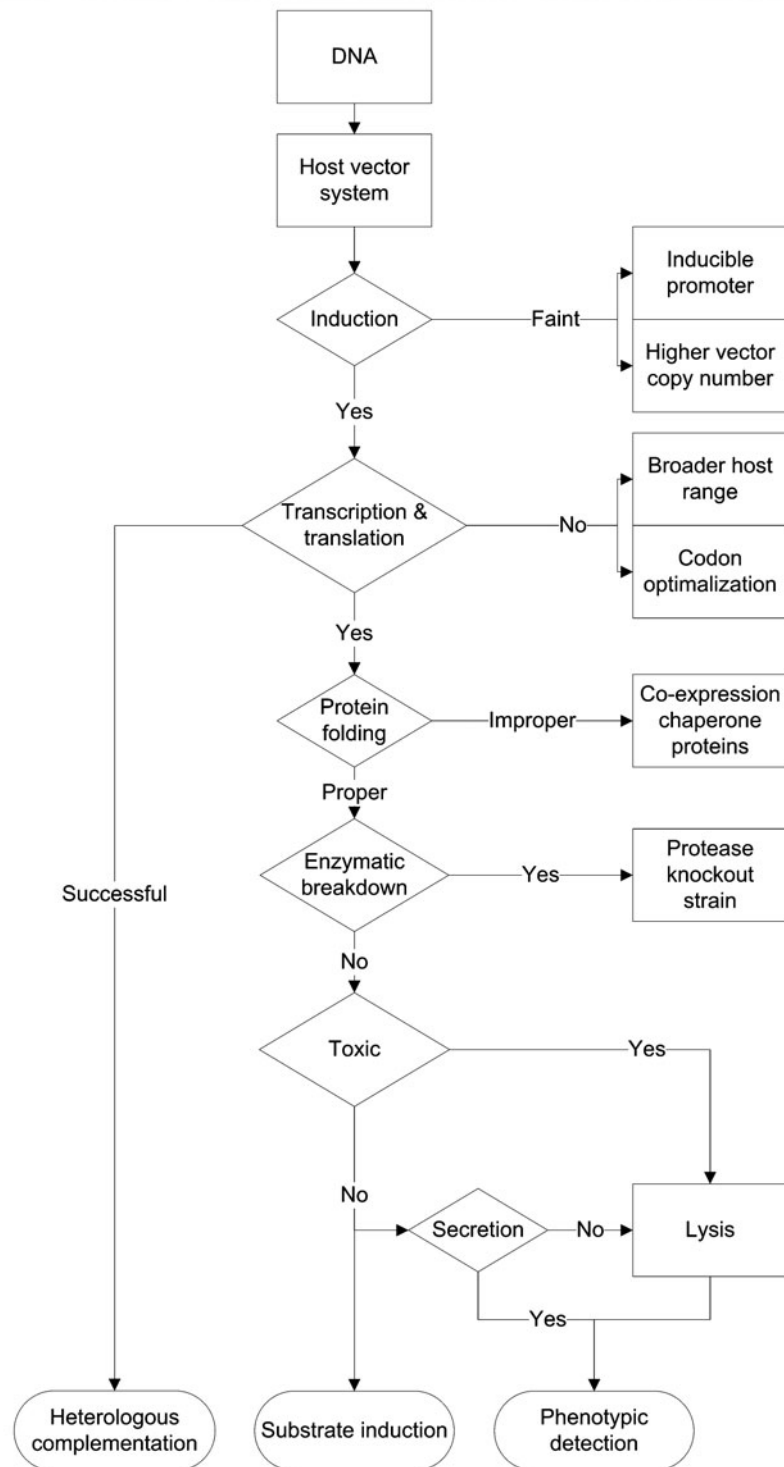 DNA
Host vector
system
Induction
Faint
Inducible
promoter
Higher vector
copy number
Yes
Transcription &
translation
No
Broader host
range
Codon
optimalization
Yes
Protein
folding
Improper
Co-expression
chaperone
proteins
Proper
Enzymatic
breakdown
Yes
Protease
knockout
strain
Successful
No
Toxic
Yes
No
Secretion
No
Lysis
Yes
Heterologous
complementation
Substrate induction
Phenotypic
detection